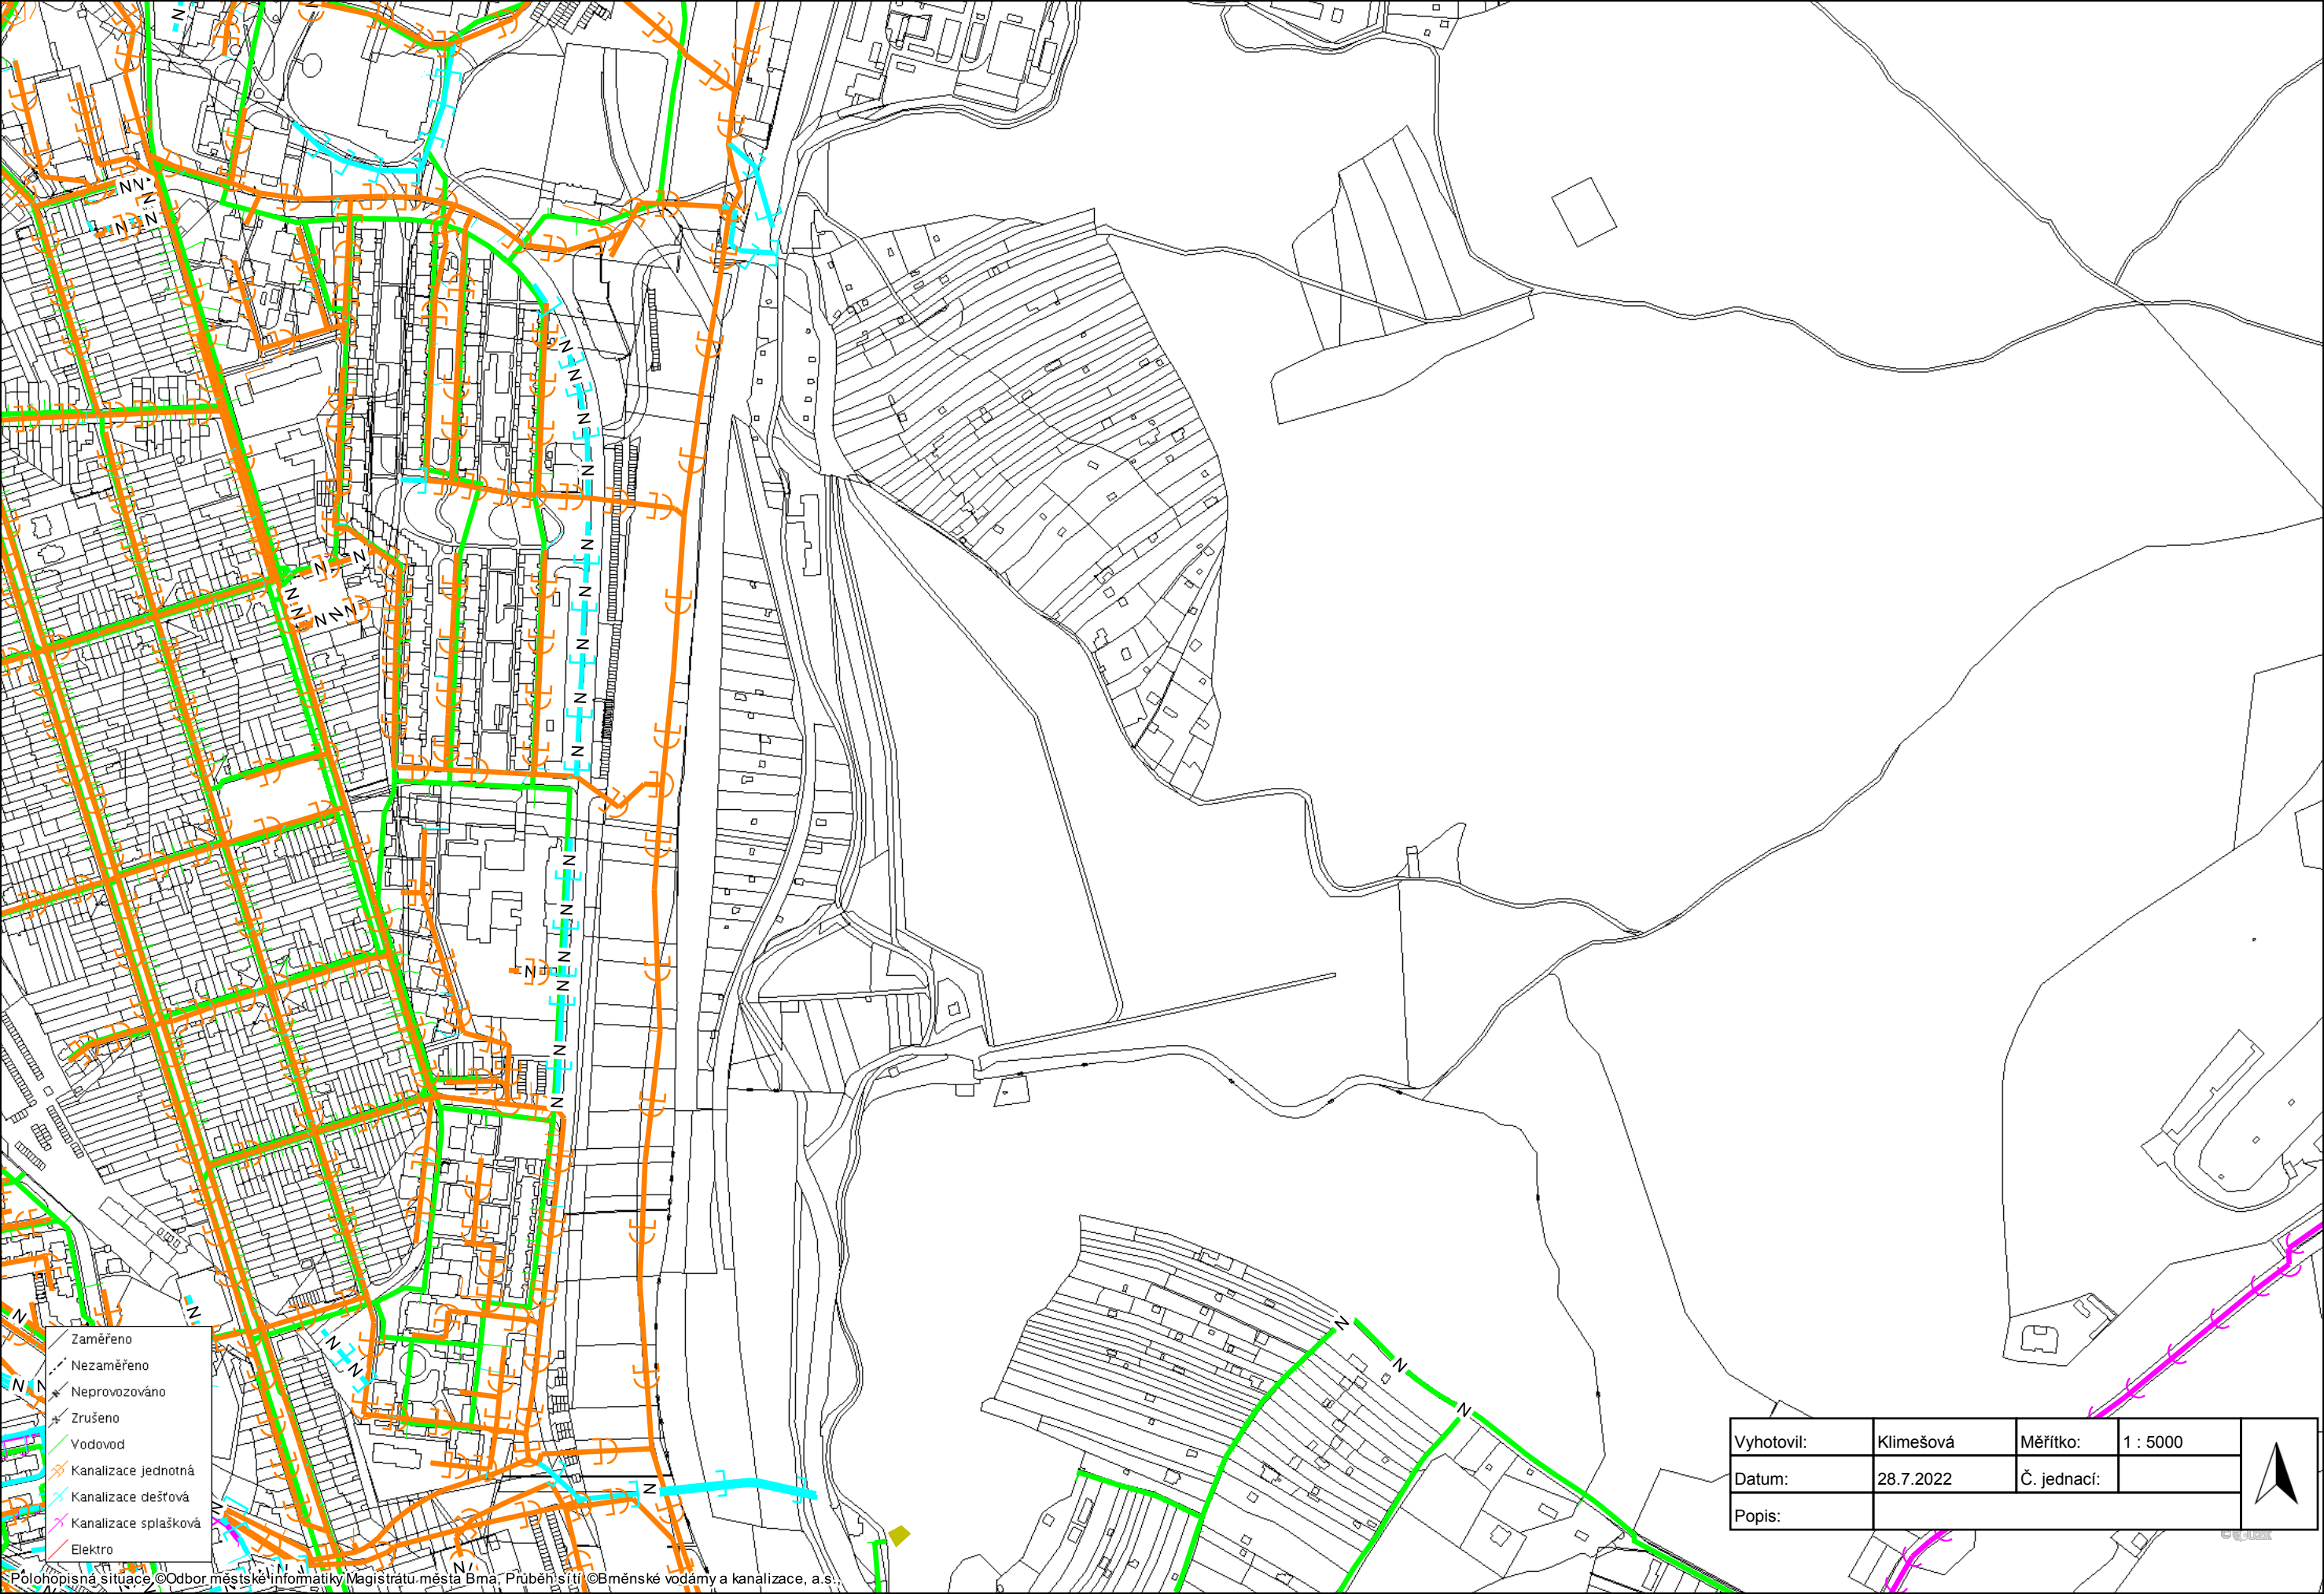 Zaměřeno
Nezaměřeno
Neprovozováno
Zrušeno
Vodovod
Kanalizace jednotná
Kanalizace dešťová
Kanalizace splašková
Elektro
Vyhotovil: Klimešová Měřítko: 1 : 5000
Datum: 28.7.2022 Č. jednací:
Popis:
Polohopisná situace ©Odbor městské informatiky Magistrátu města Brna, Průběh sítí ©Brněnské vodárny a kanalizace, a.s.,